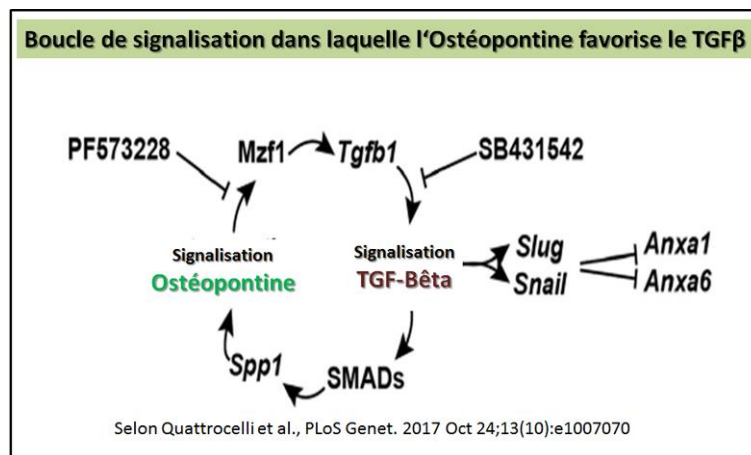 Boucle de signalisation dans laquelle l'Ostéopontine favorise le TGFβ
PF573228
Mzf1
Tgfb1
SB431542
Signalisation
Ostéopontine
Signalisation
TGF-Bêta
Slug
Snail
Anxa1
Anxa6
Spp1
SMADs
Selon Quattrocelli et al., PLoS Genet. 2017 Oct 24;13(10):e1007070